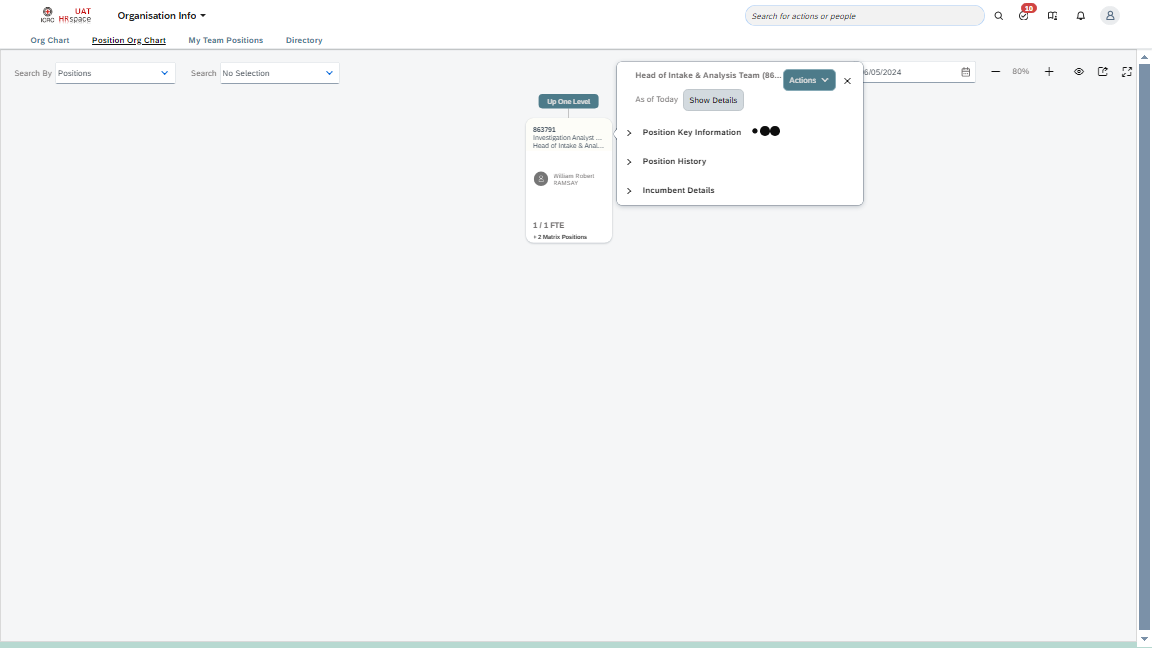 ICRC
UAT
HRspace
Organisation Info
Search for actions or people
10
Org Chart
Position Org Chart
My Team Positions
Directory
Search By
Positions
Search
No Selection
6/05/2024
80%
Up One Level
863791
Investigation Analyst ...
Head of Intake & Anal...
William Robert
RAMSAY
1 / 1 FTE
2 Matrix Positions
Head of Intake & Analysis Team (86...
Actions
As of Today
Show Details
Position Key Information
Position History
Incumbent Details